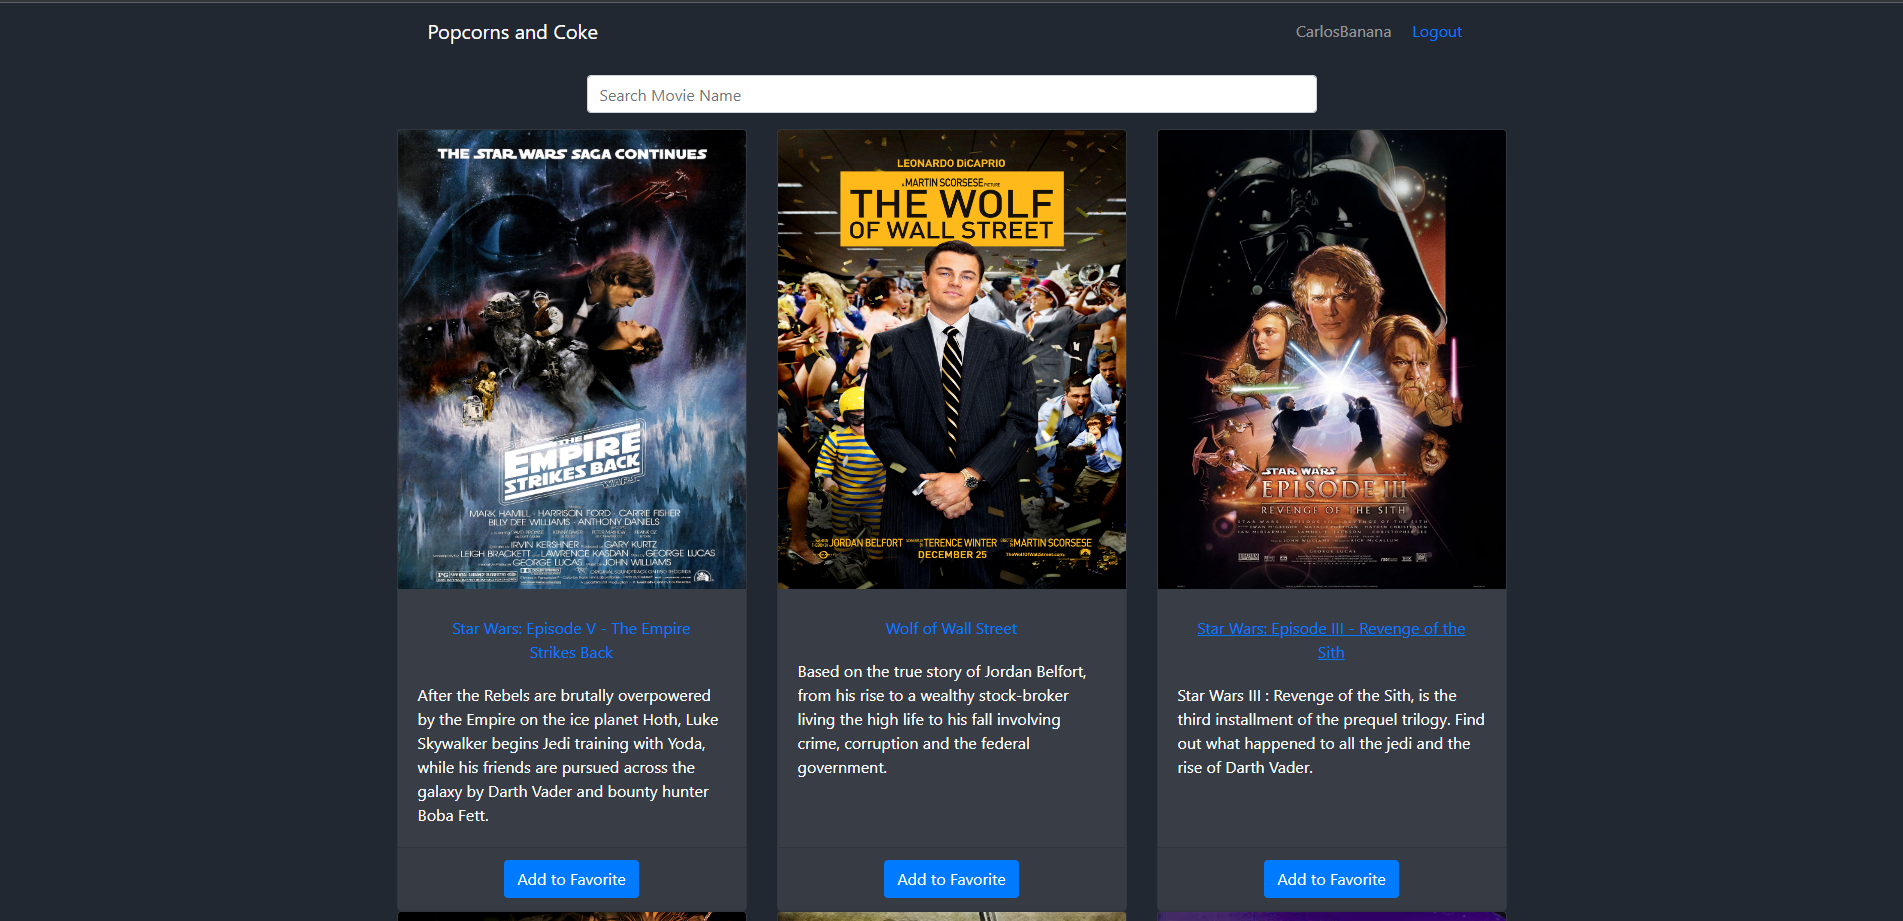 Popcorns and Coke
CarlosBanana
Logout
Search Movie Name
THE STAR WARS SAGA CONTINUES
THE
EMPIRE
STRIKES BACK
MARK HAMILL · HARRISON FORD · CARRIE FISHER
BILLY DEE WILLIAMS · ANTHONY DANIELS
IRVIN KERSHNER GARY KURTZ
LEIGH BRACKETT LAWRENCE KASDAN GEORGE LUCAS
GEORGE LUCAS JOHN WILLIAMS
PG
LEONARDO DiCAPRIO
A MARTIN SCORSESE PICTURE
THE WOLF
OF WALL STREET
JORDAN BELFORT TERENCE WINTER MARTIN SCORSESE
DECEMBER 25
TheWolfOfWallStreet.com
STAR WARS
EPISODE III
REVENGE OF THE SITH
Star Wars: Episode V - The Empire
Strikes Back
After the Rebels are brutally overpowered
by the Empire on the ice planet Hoth, Luke
Skywalker begins Jedi training with Yoda,
while his friends are pursued across the
galaxy by Darth Vader and bounty hunter
Boba Fett.
Add to Favorite
Wolf of Wall Street
Based on the true story of Jordan Belfort,
from his rise to a wealthy stock-broker
living the high life to his fall involving
crime, corruption and the federal
government.
Add to Favorite
Star Wars: Episode III - Revenge of the
Sith
Star Wars III : Revenge of the Sith, is the
third installment of the prequel trilogy. Find
out what happened to all the jedi and the
rise of Darth Vader.
Add to Favorite